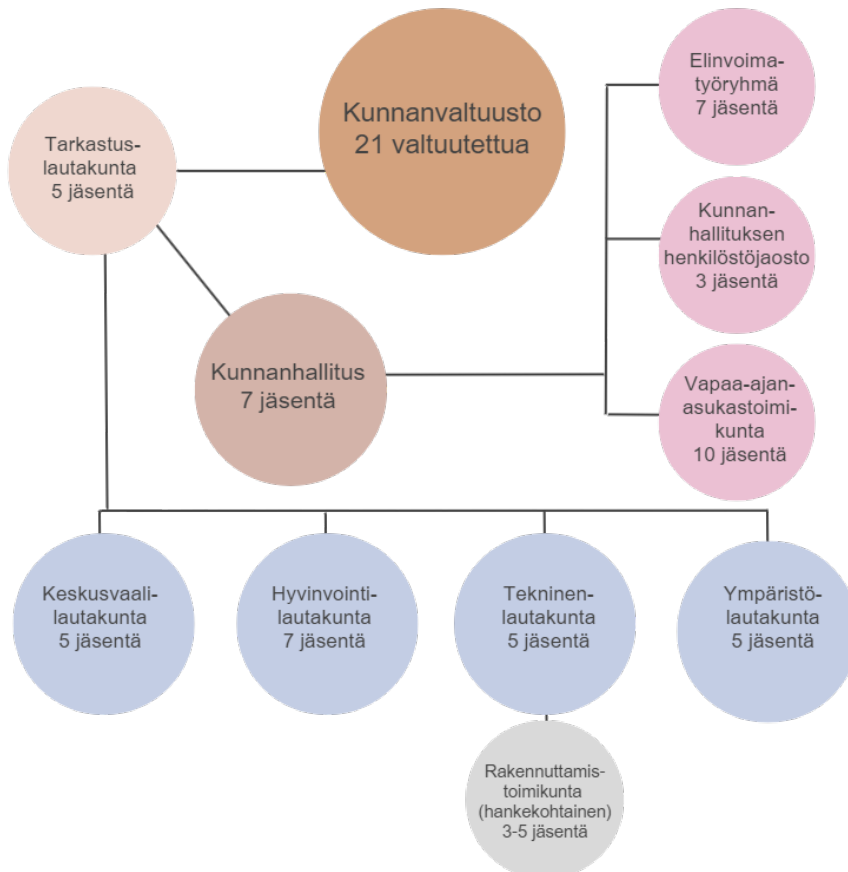 Kunnanvaltuusto
21 valtuutettua
Tarkastus-
lautakunta
5 jäsentä
Elinvoima-
työryhmä
7 jäsentä
Kunnan-
hallituksen
henkilöstöjaosto
3 jäsentä
Kunnanhallitus
7 jäsentä
Vapaa-ajan-
asukastoimi-
kunta
10 jäsentä
Keskusvaali-
lautakunta
5 jäsentä
Hyvinvointi-
lautakunta
7 jäsentä
Tekninen-
lautakunta
5 jäsentä
Ympäristö-
lautakunta
5 jäsentä
Rakennuttamis-
toimikunta
(hankekohtainen)
3-5 jäsentä